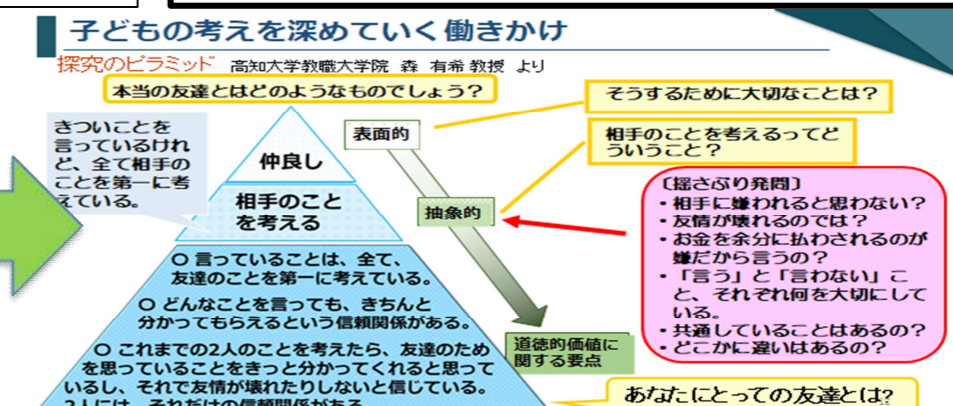 子どもの考えを深めていく働きかけ
探究のピラミッド 高知大学教職大学院 森 有希 教授 より
本当の友達とはどのようなものでしょう？
そうするために大切なことは？
きついことを
言っているけれ
ど、全て相手の
ことを第一に考
えている。
仲良し
表面的
相手のことを考えるってど
ういうこと？
相手のこと
を考える
抽象的
〔揺さぶり発問〕
・相手に嫌われると思わない？
・友情が壊れるのでは？
・お金を余分に払わされるのが
嫌だから言うの？
・「言う」と「言わない」こ
と、それぞれ何を大切にして
いる。
・共通していることはあるの？
・どこかに違いはあるの？
〇 言っていることは、全て、
友達のことを第一に考えている。
〇 どんなことを言っても、きちんと
分かってもらえるという信頼関係がある。
〇 これまでの2人のことを考えたら、友達のため
を思っていることをきっと分かってくれると思って
いるし、それで友情が壊れたりしないと信じている。
2人には、それだけの信頼関係がある
道徳的価値に
関する要点
あなたにとっての友達とは?